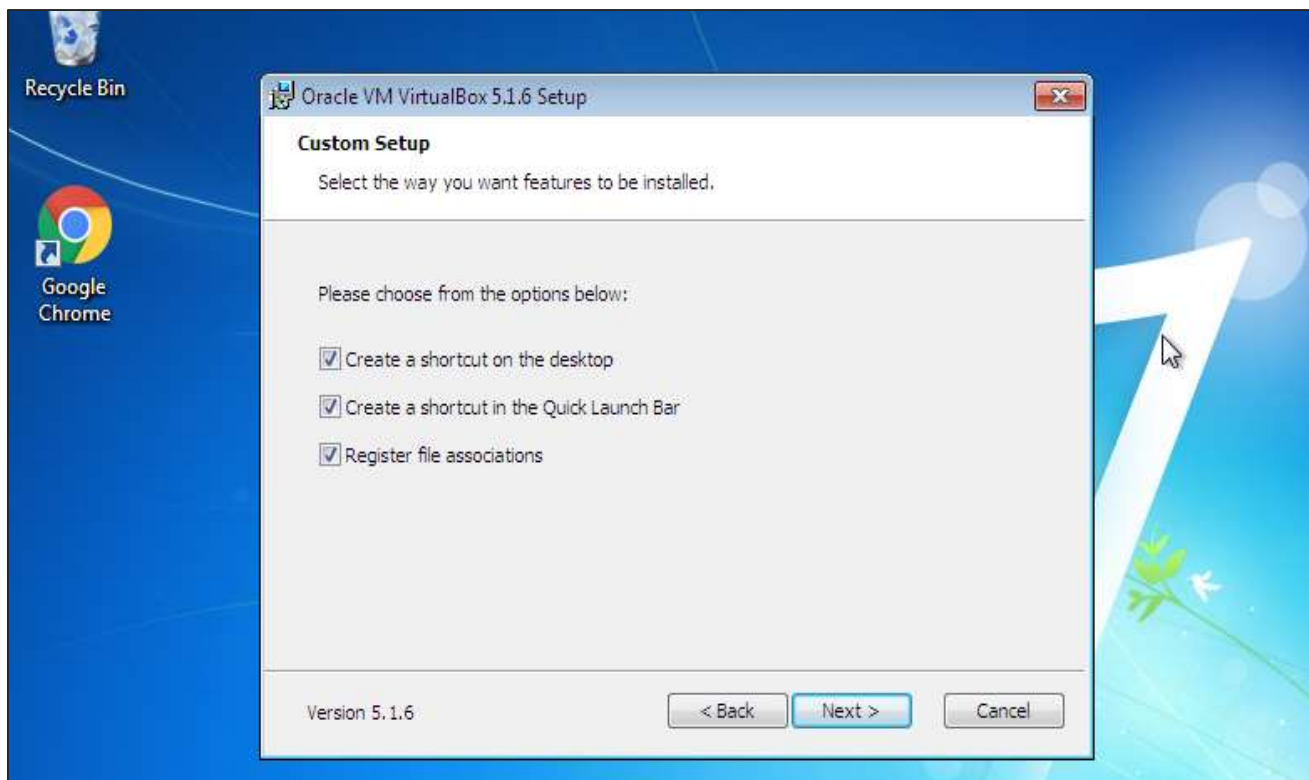 Recycle Bin
Google
Chrome
Oracle VM VirtualBox 5.1.6 Setup
Custom Setup
Select the way you want features to be installed.
Please choose from the options below:
Create a shortcut on the desktop
Create a shortcut in the Quick Launch Bar
Register file associations
Version 5.1.6
< Back
Next >
Cancel